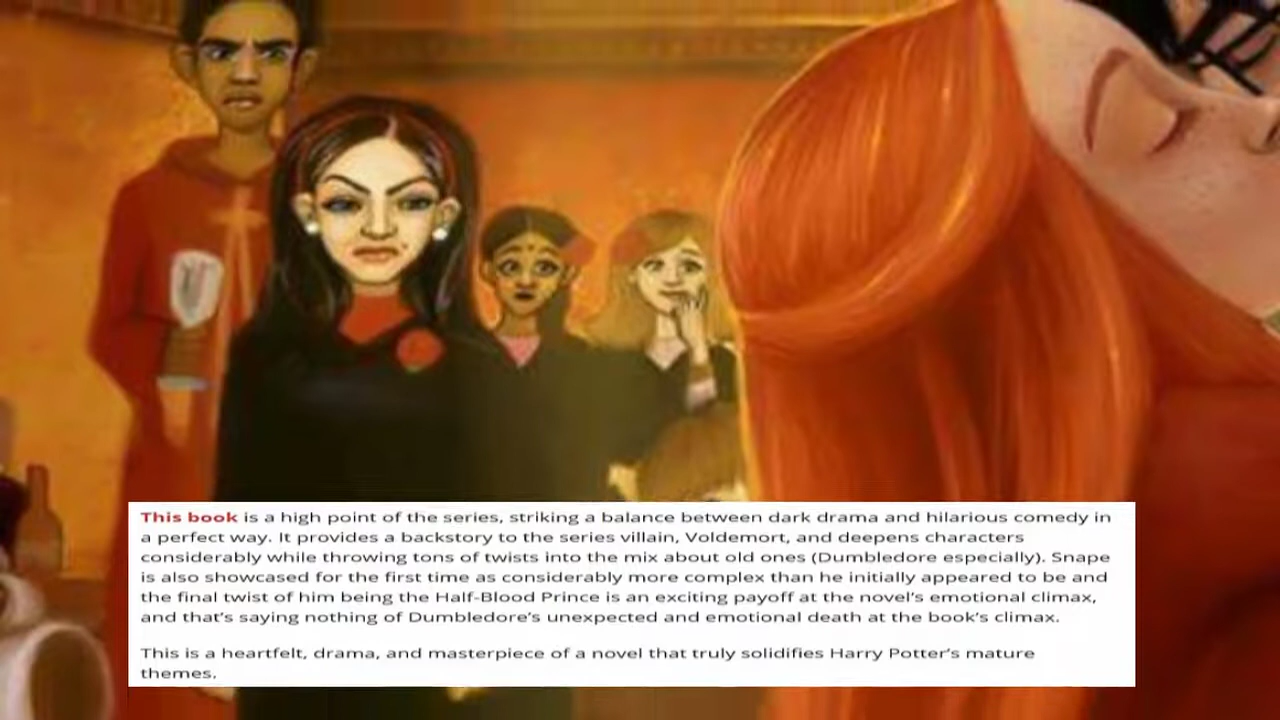 This book is a high point of the series, striking a balance between dark drama and hilarious comedy in
a perfect way. It provides a backstory to the series villain, Voldemort, and deepens characters
considerably while throwing tons of twists into the mix about old ones (Dumbledore especially). Snape
is also showcased for the first time as considerably more complex than he initially appeared to be and
the final twist of him being the Half-Blood Prince is an exciting payoff at the novel’s emotional climax,
and that’s saying nothing of Dumbledore’s unexpected and emotional death at the book’s climax.
This is a heartfelt, drama, and masterpiece of a novel that truly solidifies Harry Potter’s mature
themes.